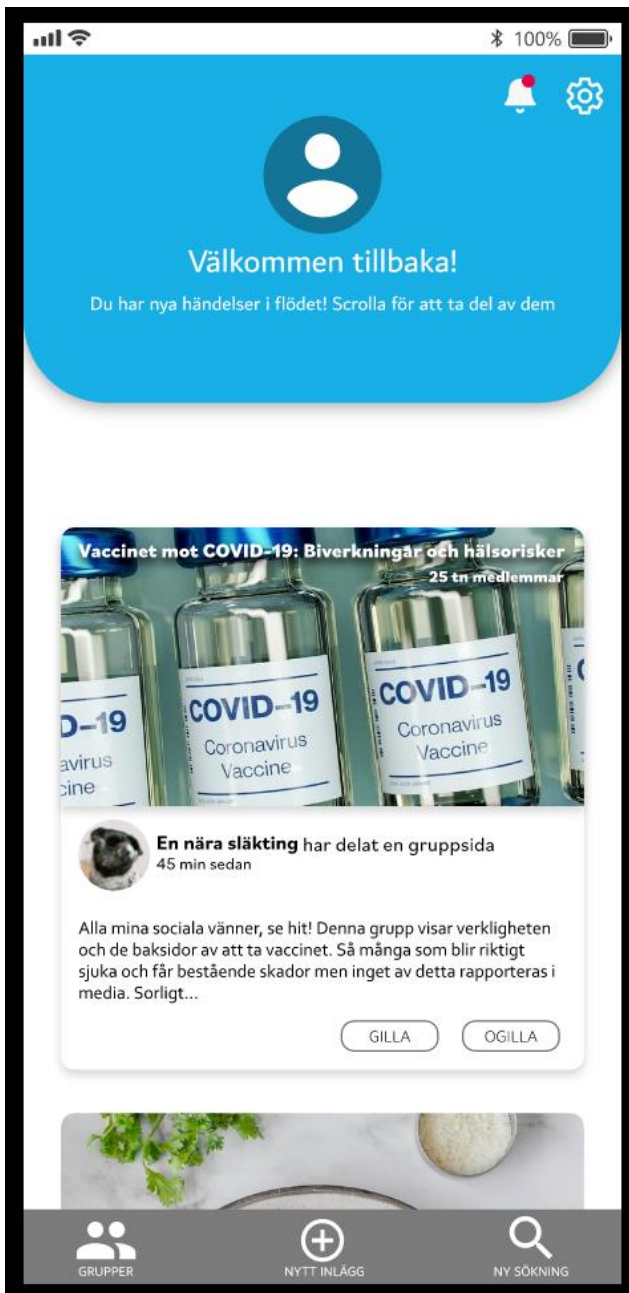 100%
Välkommen tillbaka!
Du har nya händelser i flödet! Scrolla för att ta del av dem
Vaccinet mot COVID-19: Biverkningar och hälsorisker
25 tn medlemmar
D-19
avirus
cine
COVID-19
Coronavirus
Vaccine
COVID-19
Coronavirus
Vaccine
En nära släkting har delat en gruppsida
45 min sedan
Alla mina sociala vänner, se hit! Denna grupp visar verkligheten
och de baksidor av att ta vaccinet. Så många som blir riktigt
sjuka och får bestående skador men inget av detta rapporteras i
media. Sorligt...
GILLA
OGILLA
GRUPPER
NYTT INLÄGG
NY SÖKNING